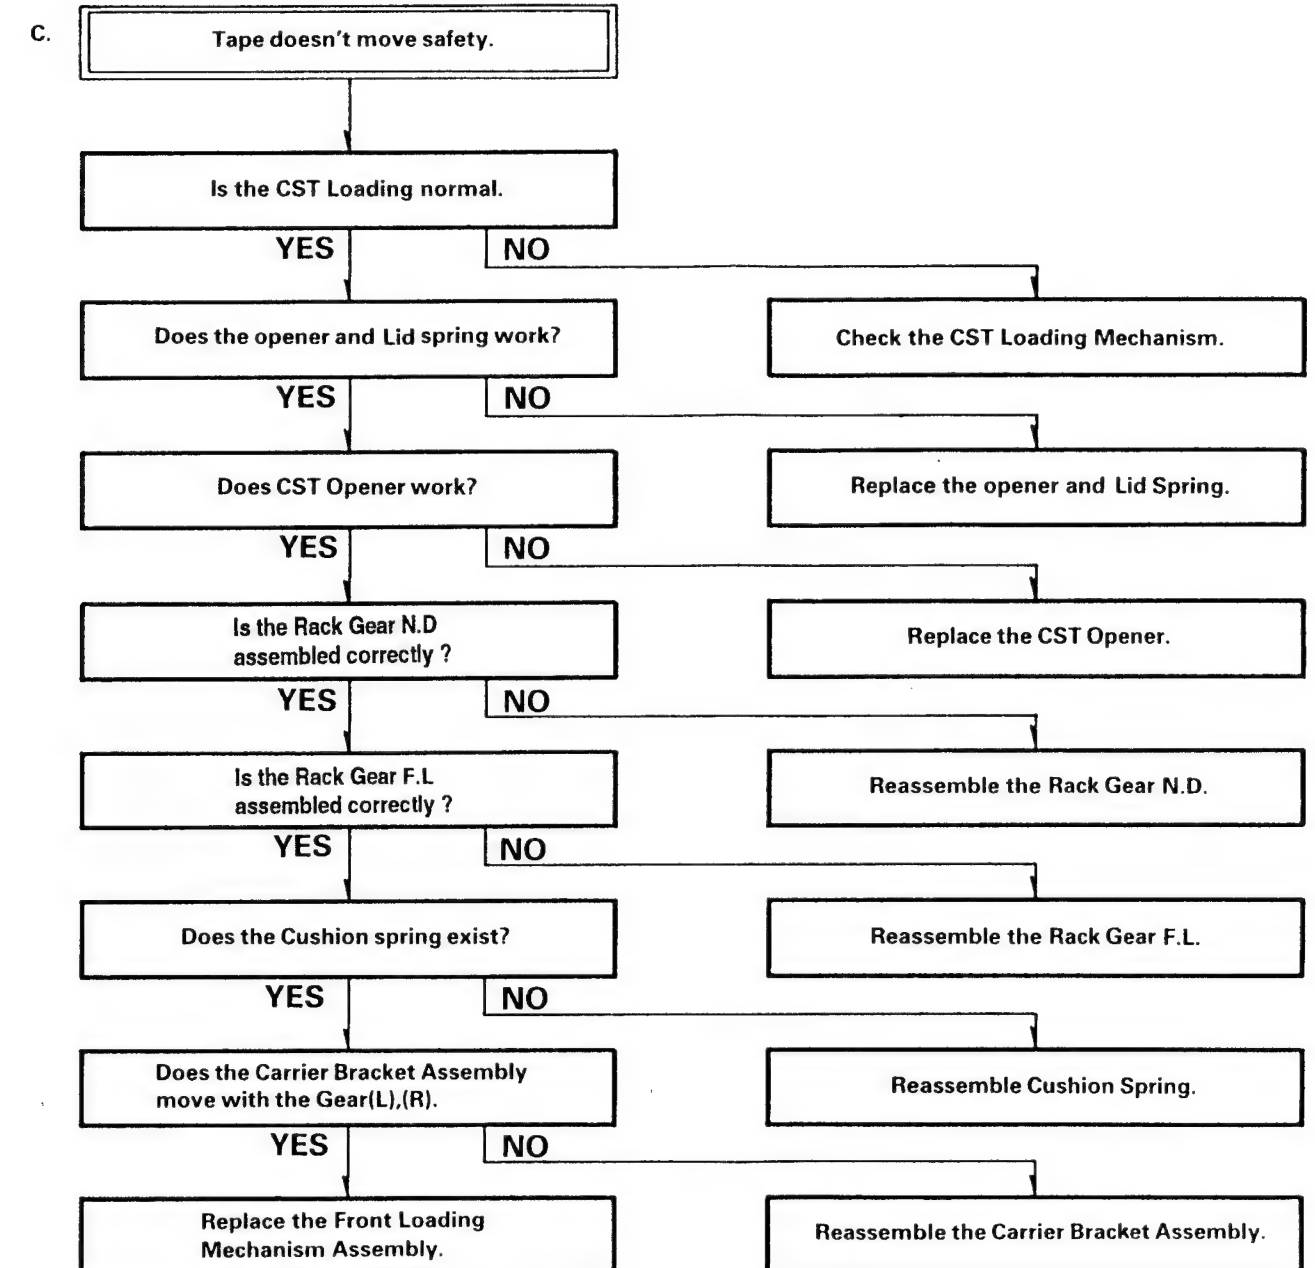 C.
Tape doesn't move safety.
Is the CST Loading normal.
YES
NO
Does the opener and Lid spring work?
Check the CST Loading Mechanism.
YES
NO
Does CST Opener work?
Replace the opener and Lid Spring.
YES
NO
Is the Rack Gear N.D
assembled correctly ?
Replace the CST Opener.
YES
NO
Is the Rack Gear F.L
assembled correctly ?
Reassemble the Rack Gear N.D.
YES
NO
Does the Cushion spring exist?
Reassemble the Rack Gear F.L.
YES
NO
Does the Carrier Bracket Assembly
move with the Gear(L),(R).
Reassemble Cushion Spring.
YES
NO
Replace the Front Loading
Mechanism Assembly.
Reassemble the Carrier Bracket Assembly.